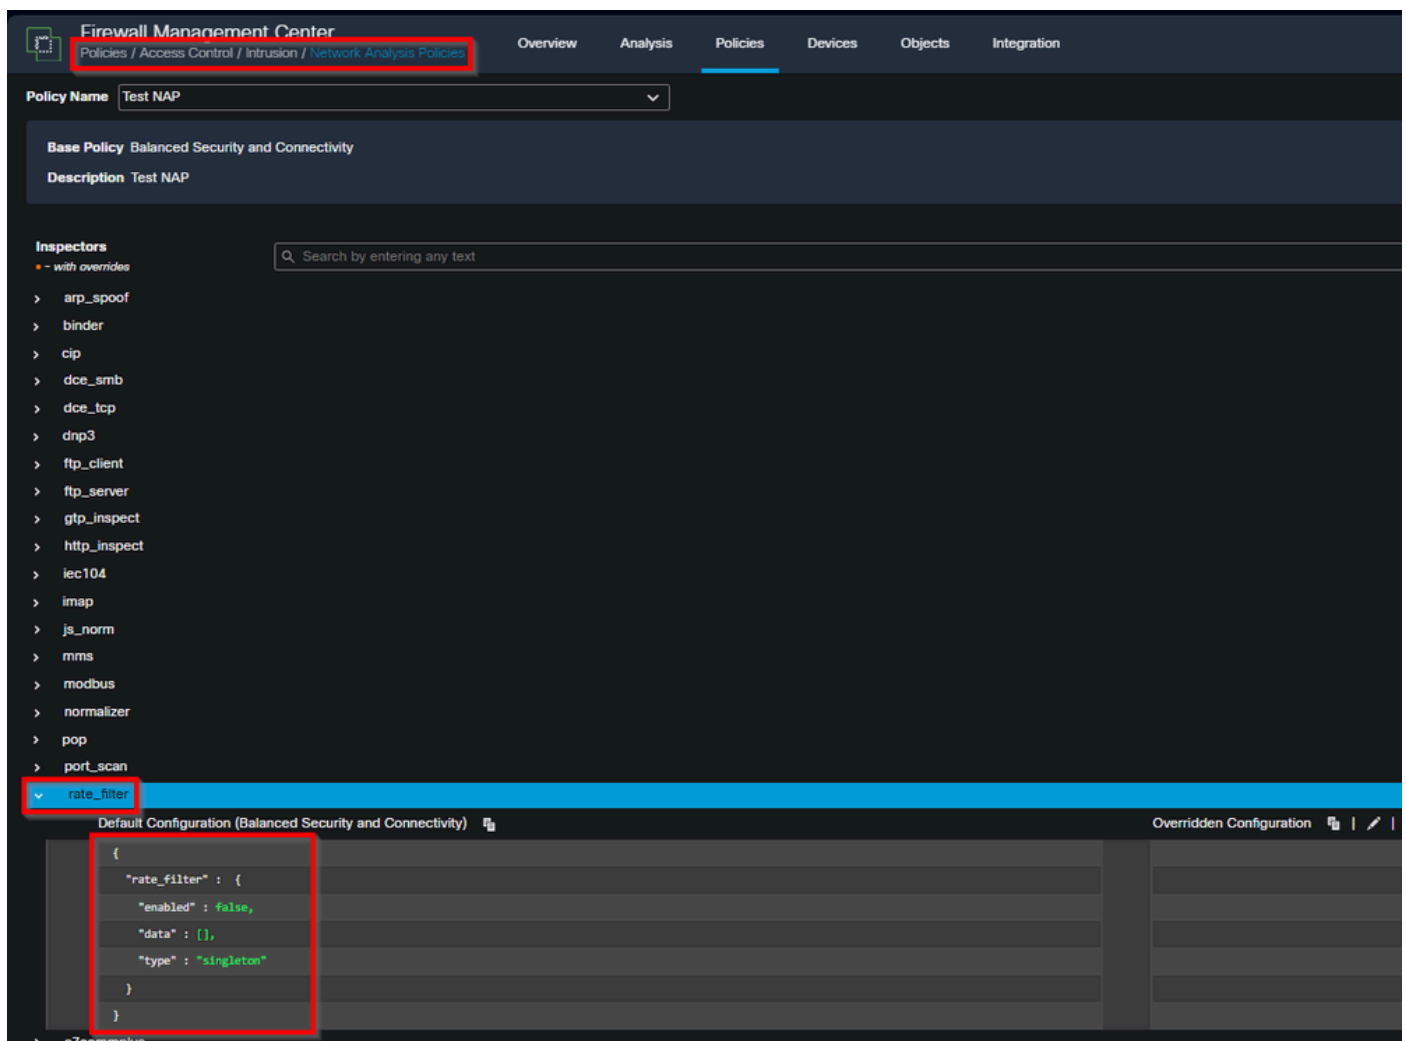 Firewall Management Center
Policies / Access Control / Intrusion / Network Analysis Policies
Overview
Analysis
Policies
Devices
Objects
Integration
Policy Name Test NAP
Base Policy Balanced Security and Connectivity
Description Test NAP
Inspectors
- with overrides
Search by entering any text
arp_spoof
binder
cip
dce_smb
dce_tcp
dnp3
ftp_client
ftp_server
gtp_inspect
http_inspect
iec104
imap
js_norm
mms
modbus
normalizer
pop
port_scan
rate_filter
Default Configuration (Balanced Security and Connectivity)
Overridden Configuration | |
{
"rate_filter" : {
"enabled" : false,
"data" : [],
"type" : "singleton"
}
}